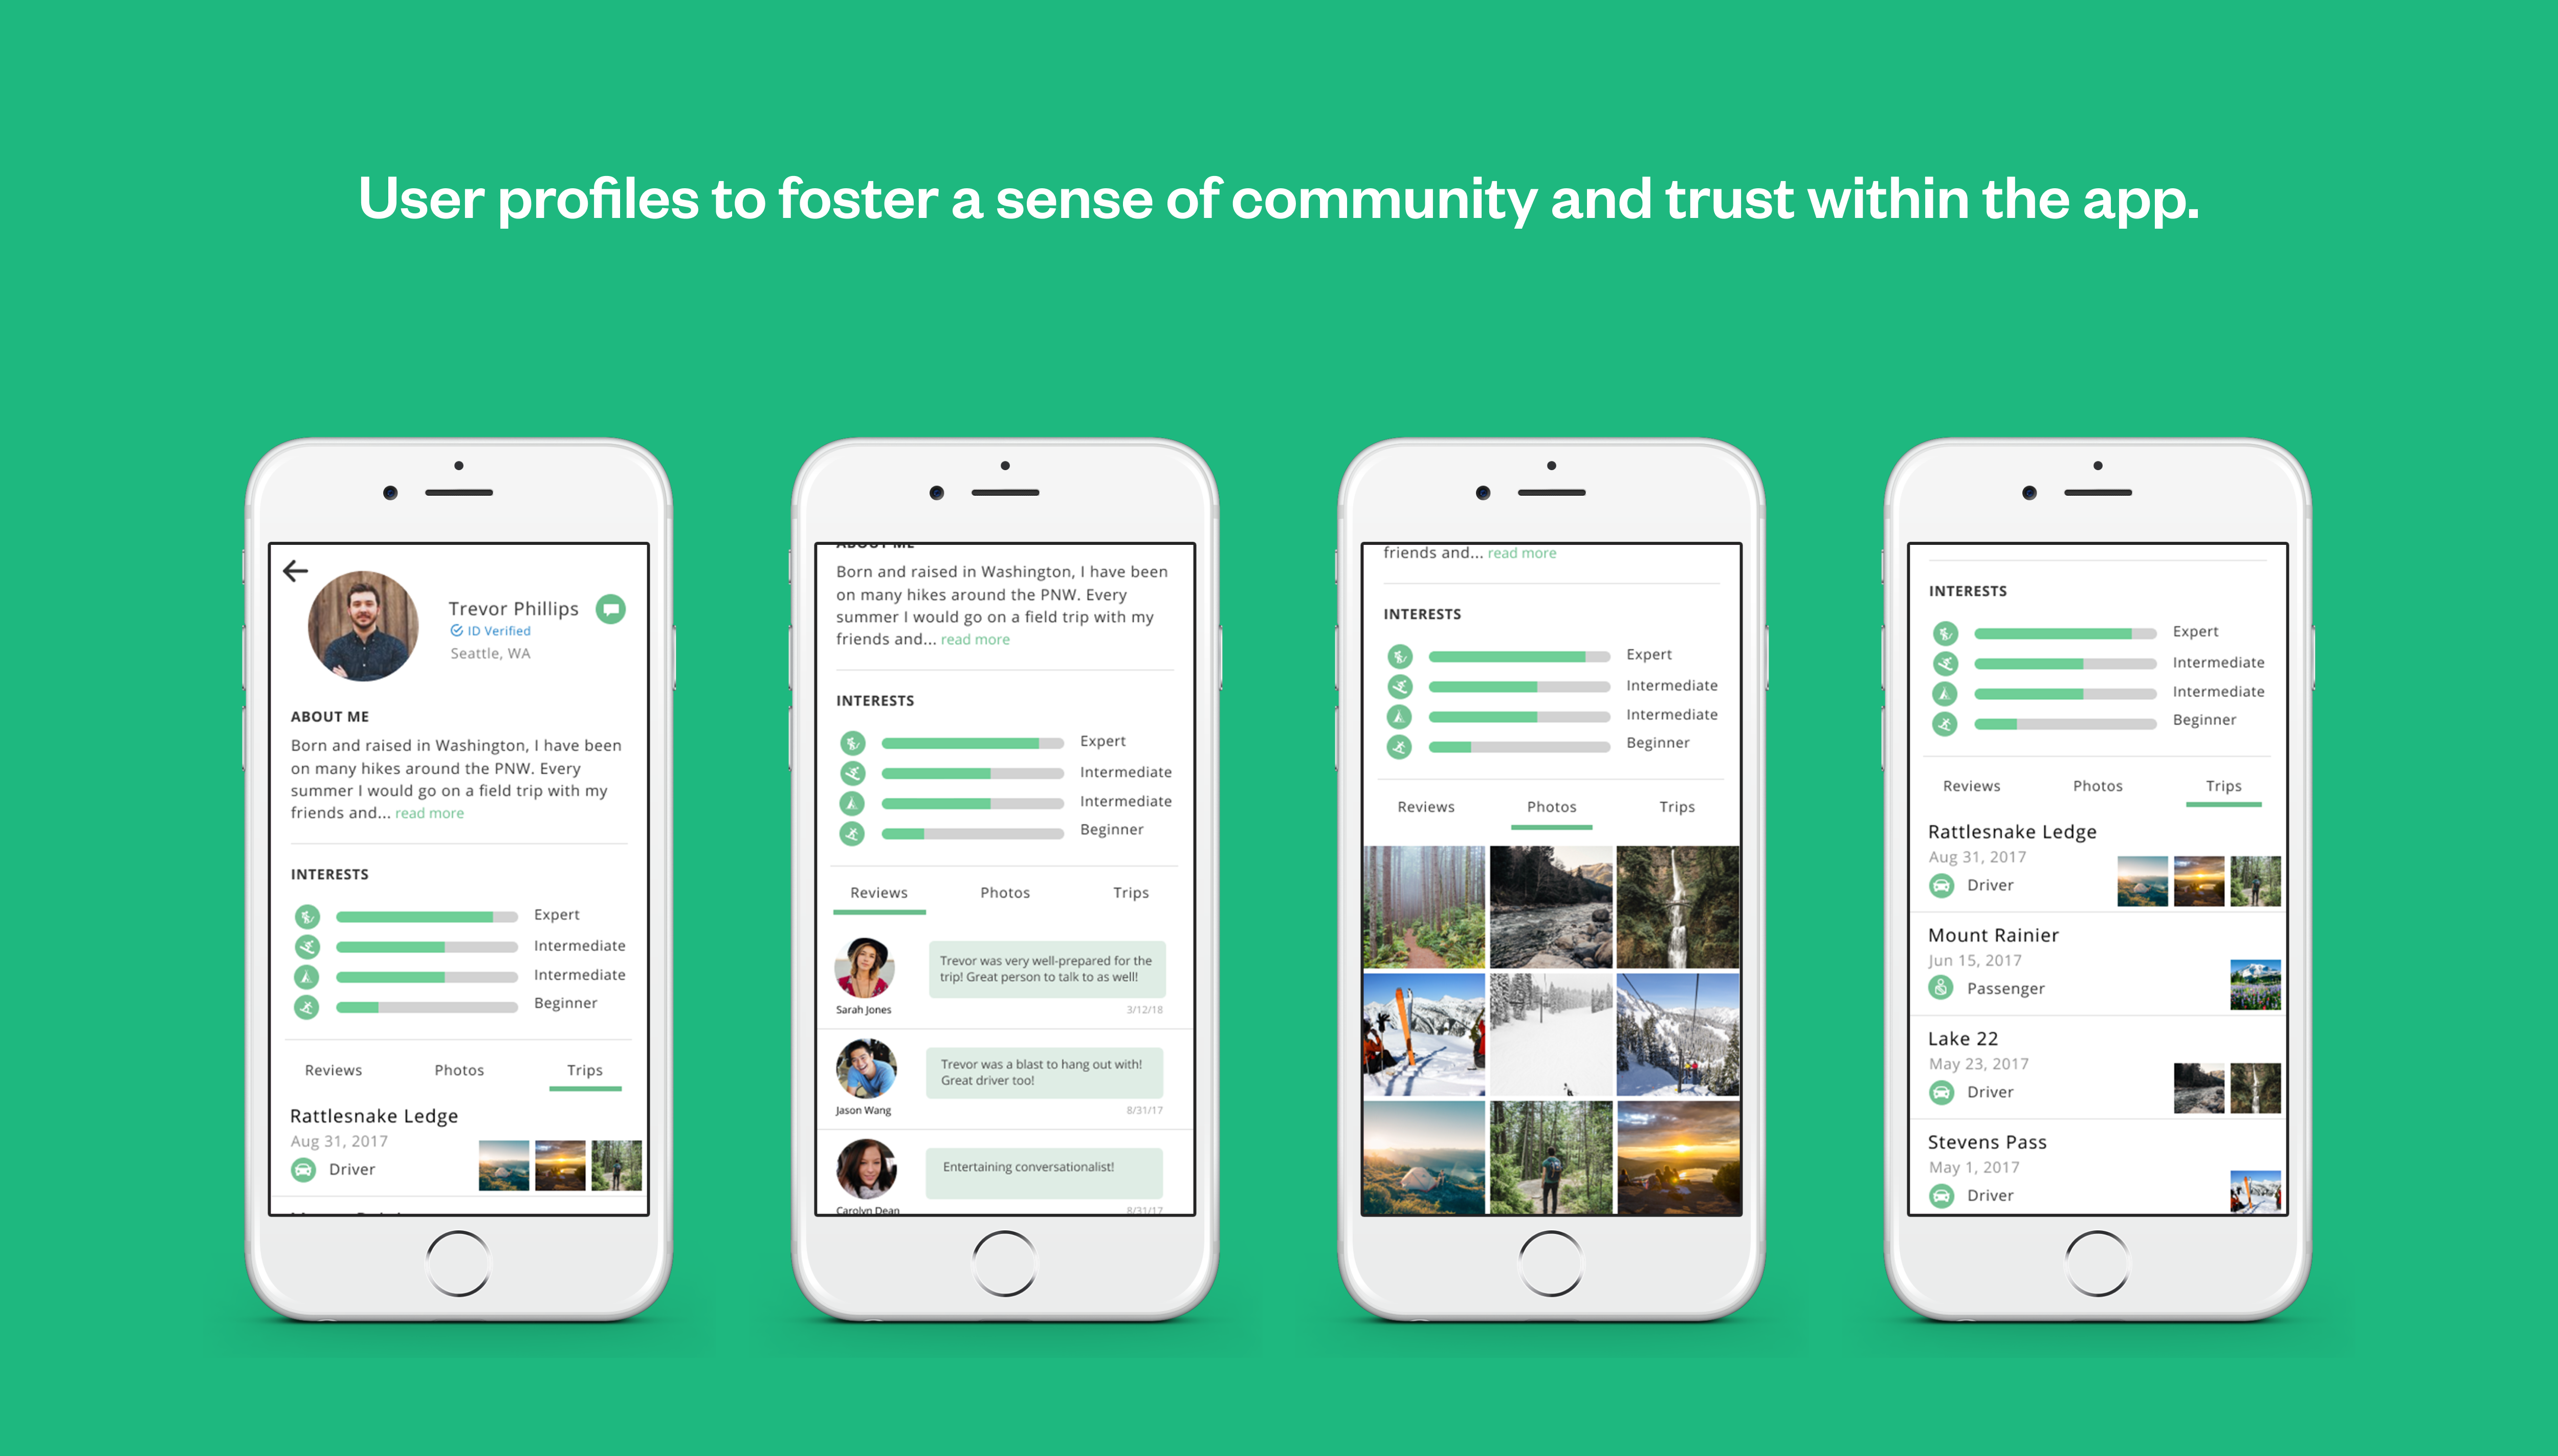 User profiles to foster a sense of community and trust within the app.
Trevor Phillips
ID Verified
Seattle, WA
ABOUT ME
Born and raised in Washington, I have been
on many hikes around the PNW. Every
summer I would go on a field trip with my
friends and... read more
INTERESTS
Expert
Intermediate
Intermediate
Beginner
Reviews Photos Trips
Rattlesnake Ledge
Aug 31, 2017
Driver
ABOUT ME
Born and raised in Washington, I have been
on many hikes around the PNW. Every
summer I would go on a field trip with my
friends and... read more
INTERESTS
Expert
Intermediate
Intermediate
Beginner
Reviews Photos Trips
Trevor was very well-prepared for the
trip! Great person to talk to as well!
Sarah Jones
3/12/18
Trevor was a blast to hang out with!
Great driver too!
Jason Wang
8/31/17
Entertaining conversationalist!
Carolyn Dean
8/31/17
friends and... read more
INTERESTS
Expert
Intermediate
Intermediate
Beginner
Reviews Photos Trips
INTERESTS
Expert
Intermediate
Intermediate
Beginner
Reviews Photos Trips
Rattlesnake Ledge
Aug 31, 2017
Driver
Mount Rainier
Jun 15, 2017
Passenger
Lake 22
May 23, 2017
Driver
Stevens Pass
May 1, 2017
Driver